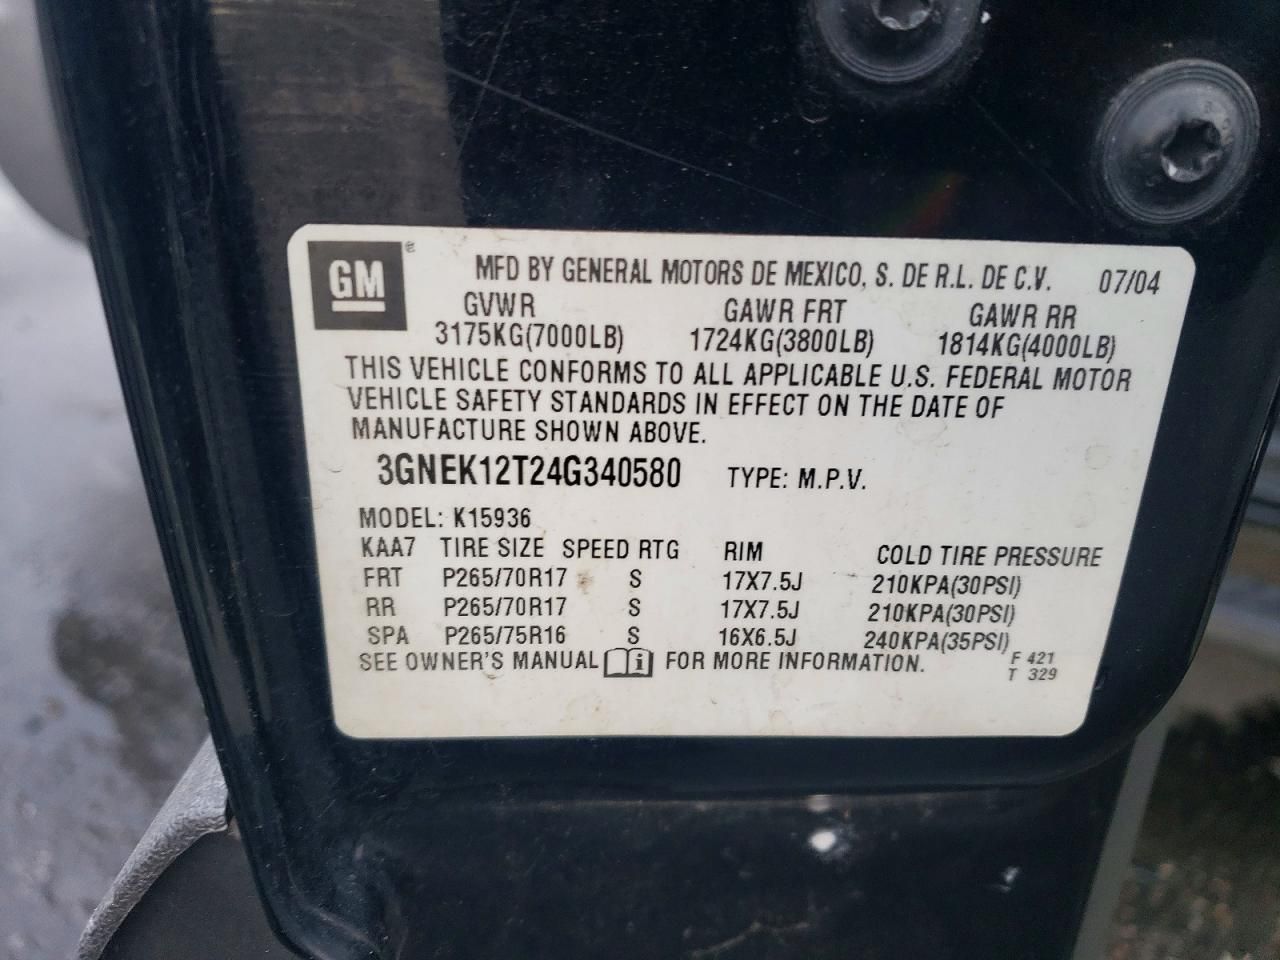 GM ®
MFD BY GENERAL MOTORS DE MEXICO, S. DE R.L. DE C.V. 07/04
GVWR GAWR FRT GAWR RR
3175KG(7000LB) 1724KG(3800LB) 1814KG(4000LB)
THIS VEHICLE CONFORMS TO ALL APPLICABLE U.S. FEDERAL MOTOR
VEHICLE SAFETY STANDARDS IN EFFECT ON THE DATE OF
MANUFACTURE SHOWN ABOVE.
3GNEK12T24G340580 TYPE: M.P.V.
MODEL: K15936
KAA7 TIRE SIZE SPEED RTG RIM COLD TIRE PRESSURE
FRT P265/70R17 S 17X7.5J 210KPA(30PSI)
RR P265/70R17 S 17X7.5J 210KPA(30PSI)
SPA P265/75R16 S 16X6.5J 240KPA(35PSI)
SEE OWNER'S MANUAL FOR MORE INFORMATION.
F 421
T 329